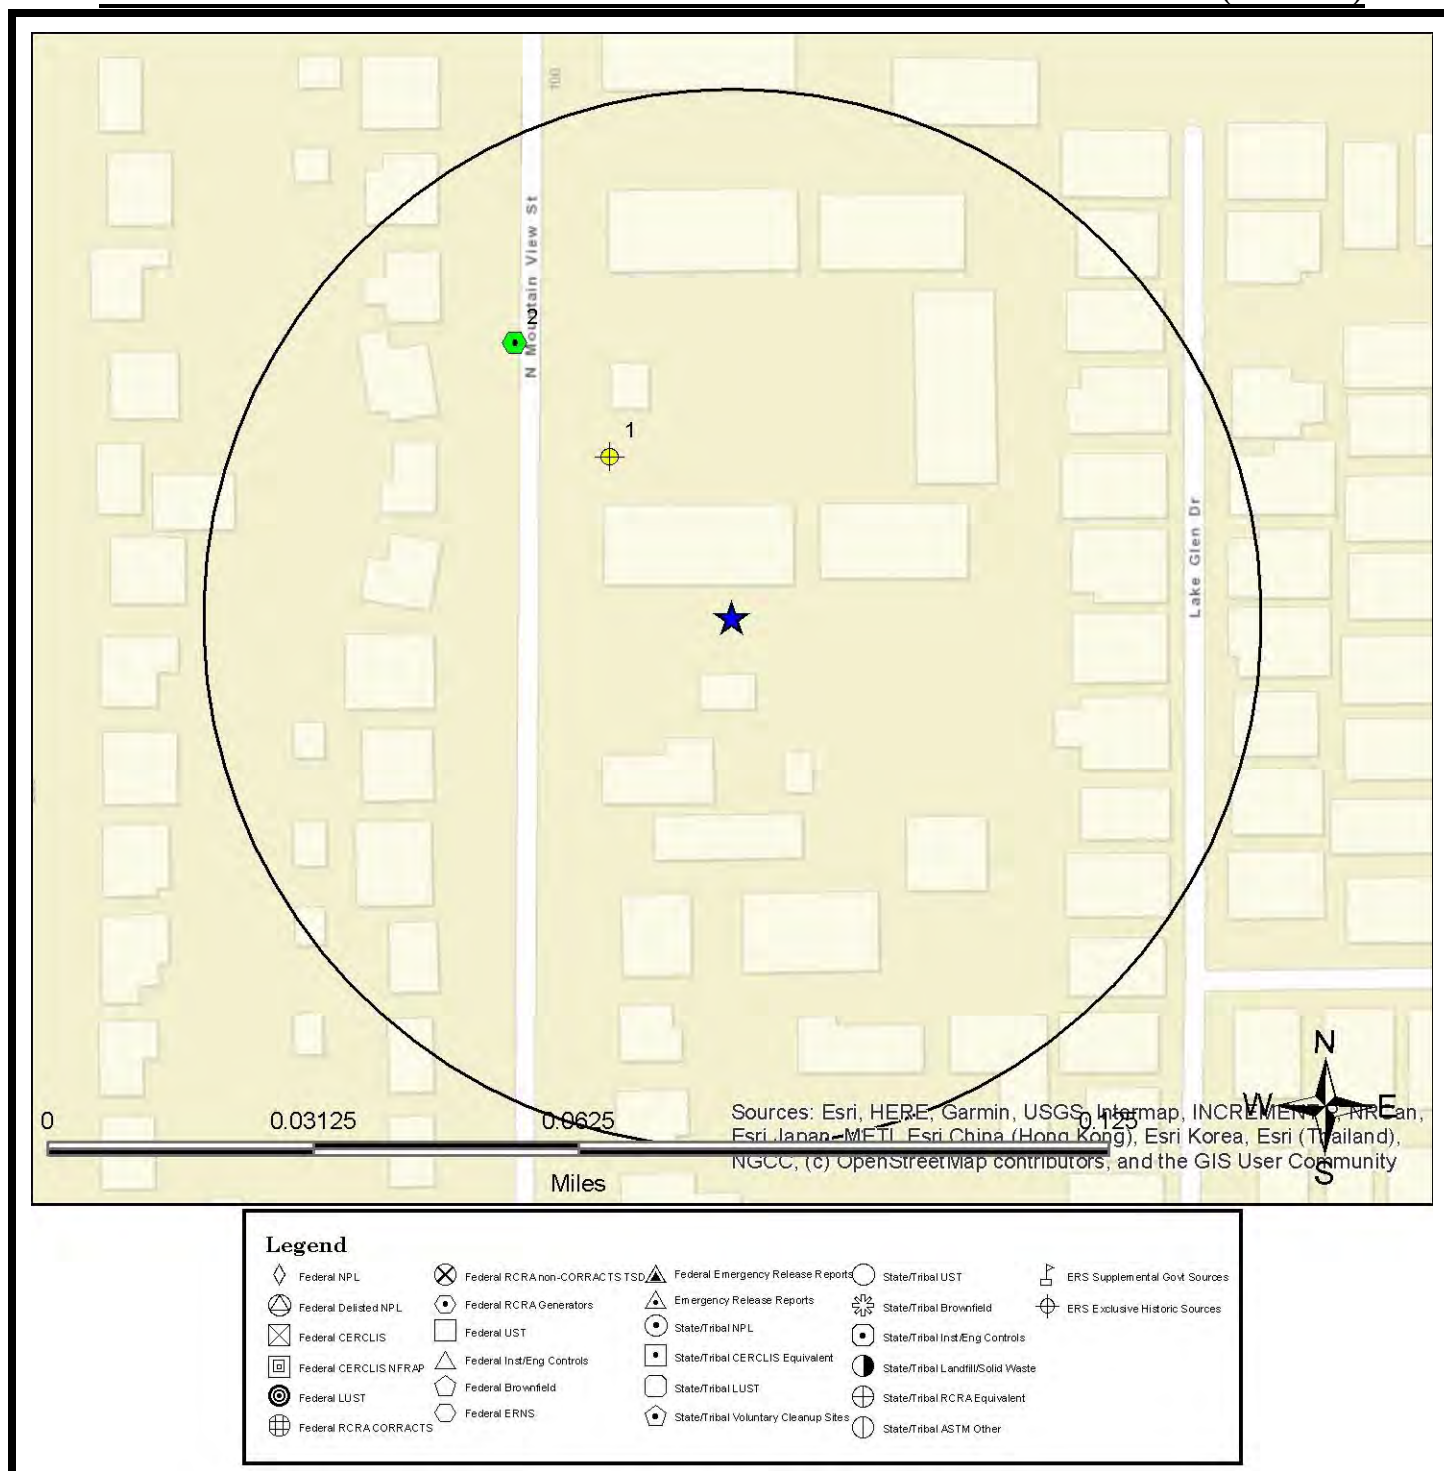 100
N Mountain View St
2
1
Lake Glen Dr
N
W E
S
0 0.03125 0.0625 0.125
Miles
Sources: Esri, HERE, Garmin, USGS, Intermap,
Esri Japan, METI, Esri China (Hong Kong), Esri Korea, Esri (Thailand),
NGCC, (c) OpenStreetMap contributors, and the GIS User Community
Legend
Federal NPL
Federal Delisted NPL
Federal CERCLIS
Federal CERCLIS NFRAP
Federal LUST
Federal RCRA CORRACTS
Federal RCRA non-CORRACTS TSD
Federal RCRA Generators
Federal UST
Federal Inst/Eng Controls
Federal Brownfield
Federal ERNS
Federal Emergency Release Reports
Emergency Release Reports
State/Tribal NPL
State/Tribal CERCLIS Equivalent
State/Tribal LUST
State/Tribal Voluntary Cleanup Sites
State/Tribal UST
State/Tribal Brownfield
State/Tribal Inst/Eng Controls
State/Tribal Landfill/Solid Waste
State/Tribal RCRA Equivalent
State/Tribal ASTM Other
ERS Supplemental Govt Sources
ERS Exclusive Historic Sources